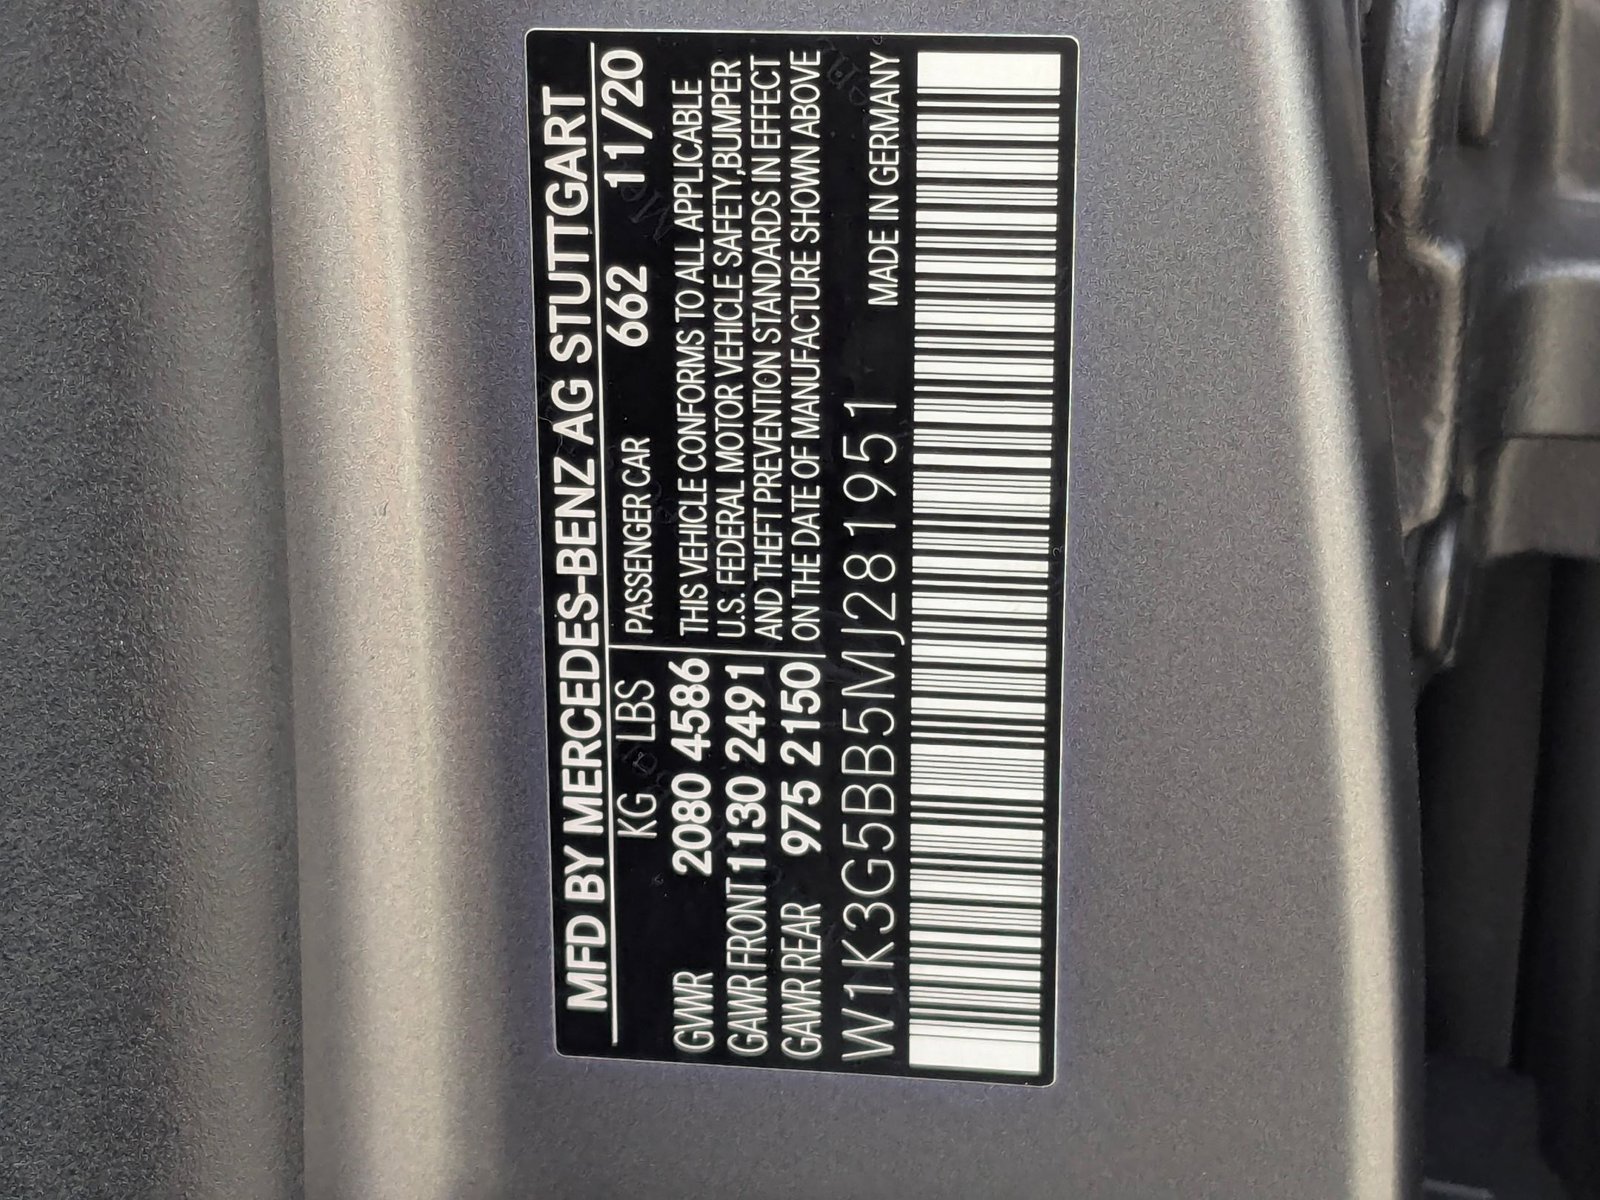 MFD BY MERCEDES-BENZ AG STUTTGART
KG LBS PASSENGER CAR 662 11/20
GVWR 2080 4586 THIS VEHICLE CONFORMS TO ALL APPLICABLE
U.S. FEDERAL MOTOR VEHICLE SAFETY,BUMPER
GAWR FRONT 1130 2491 AND THEFT PREVENTION STANDARDS IN EFFECT
GAWR REAR 975 2150 ON THE DATE OF MANUFACTURE SHOWN ABOVE
W1K3G5BB5MJ281951 MADE IN GERMANY